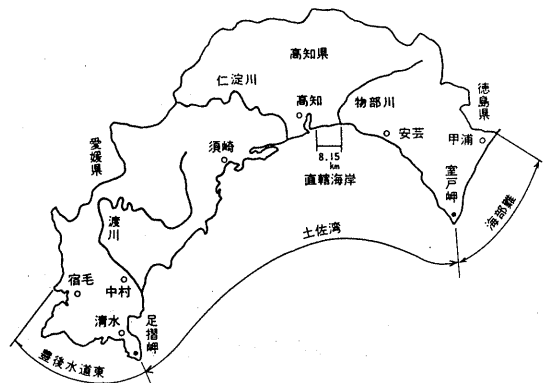 高知県
仁淀川
高知
物部川
徳島県
安芸
甲浦
愛媛県
須崎
8.15
km
直轄海岸
室戸岬
海部灘
渡川
土佐湾
宿毛
中村
清水
足摺岬
豊後水道東